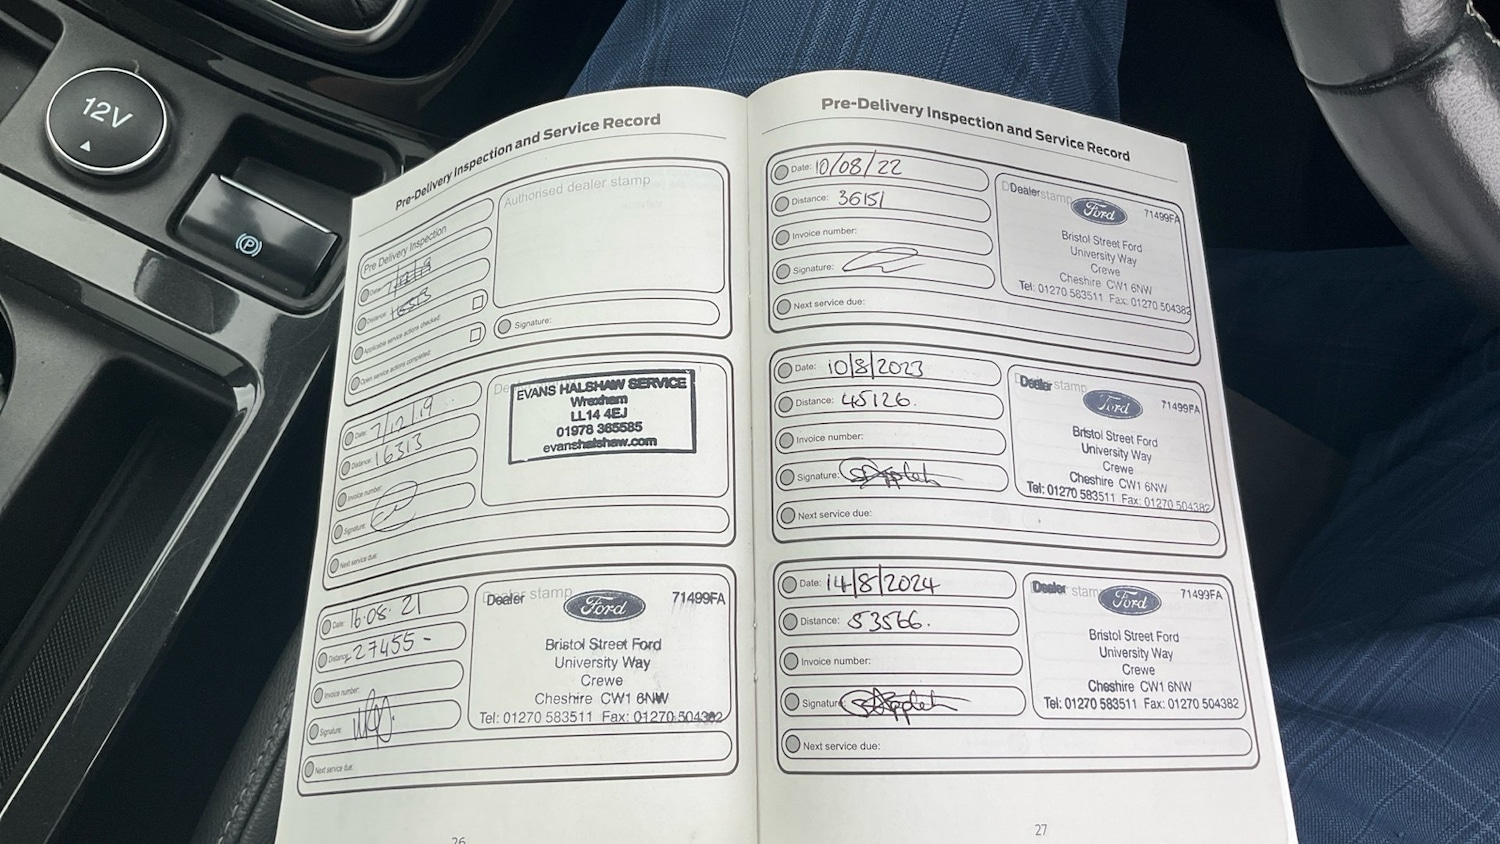 12V
Pre-Delivery Inspection and Service Record
Pre Delivery Inspection
Date: 7/12/19
Distance:
Applicable service actions checked:
Open service actions completed:
Authorised dealer stamp
Signature:
Date: 7/12/19
Distance: 16313
Invoice number:
Signature:
Next service due:
EVANS HALSHAW SERVICE
Wrexham
LL14 4EJ
01978 365585
evanshalshaw.com
Date: 16.08.21
Distance: 27455-
Invoice number:
Signature:
Next service due:
Dealer stamp
Ford 71499FA
Bristol Street Ford
University Way
Crewe
Cheshire CW1 6NW
Tel: 01270 583511 Fax: 01270 504382
26
Pre-Delivery Inspection and Service Record
Date: 10/08/22
Distance: 36151
Invoice number:
Signature:
Next service due:
Dealer stamp
Ford 71499FA
Bristol Street Ford
University Way
Crewe
Cheshire CW1 6NW
Tel: 01270 583511 Fax: 01270 504382
Date: 10/8/2023
Distance: 45126.
Invoice number:
Signature:
Next service due:
Dealer stamp
Ford 71499FA
Bristol Street Ford
University Way
Crewe
Cheshire CW1 6NW
Tel: 01270 583511 Fax: 01270 504382
Date: 14/8/2024
Distance: 53566.
Invoice number:
Signature:
Next service due:
Dealer stamp
Ford 71499FA
Bristol Street Ford
University Way
Crewe
Cheshire CW1 6NW
Tel: 01270 583511 Fax: 01270 504382
27